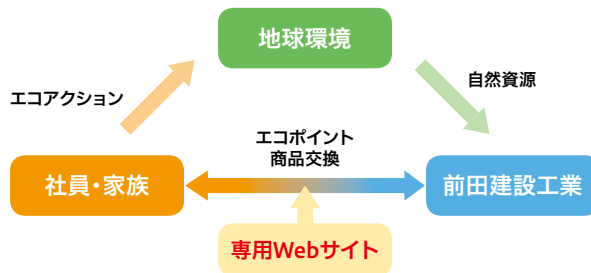 地球環境
エコアクション
自然資源
エコポイント
商品交換
社員・家族
前田建設工業
専用Webサイト